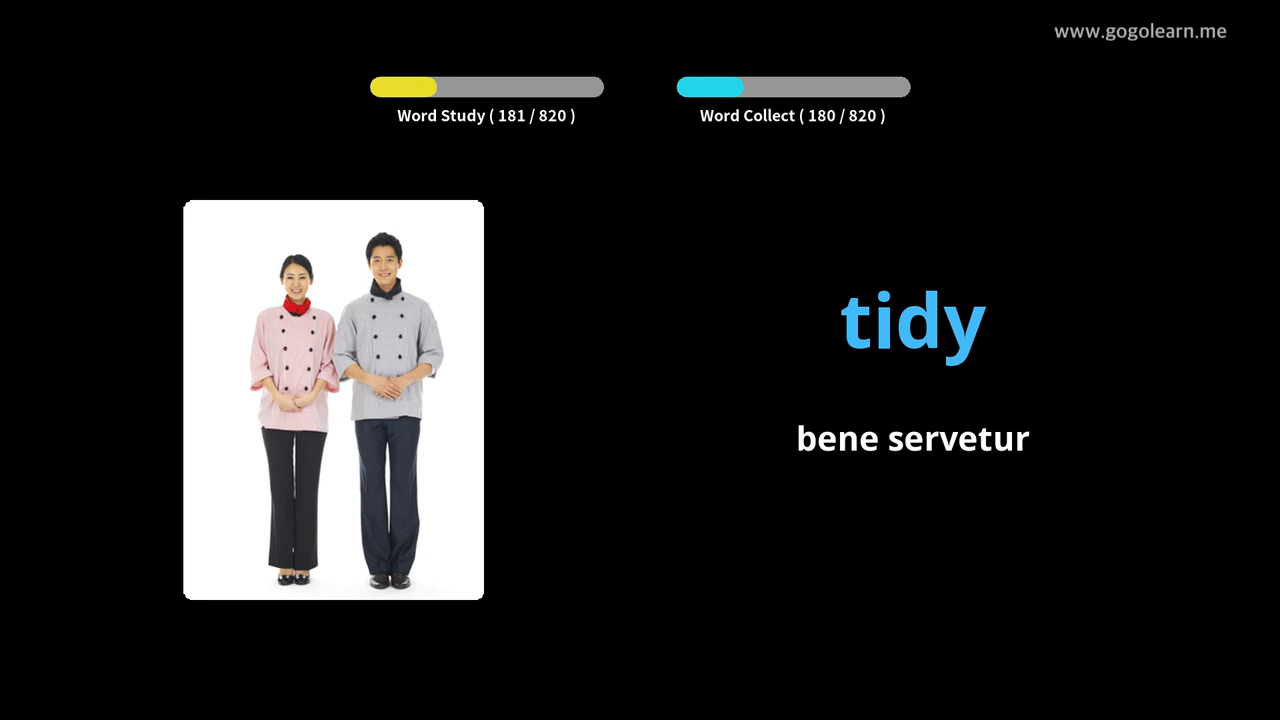 www.gogolearn.me
Word Study ( 181 / 820 )
Word Collect ( 180 / 820 )
tidy
bene servetur